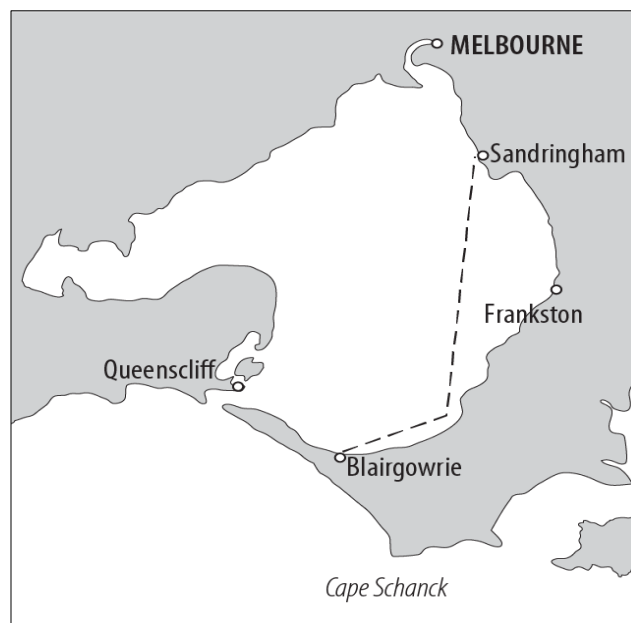 MELBOURNE
Sandringham
Frankston
Queenscliff
Blairgowrie
Cape Schanck